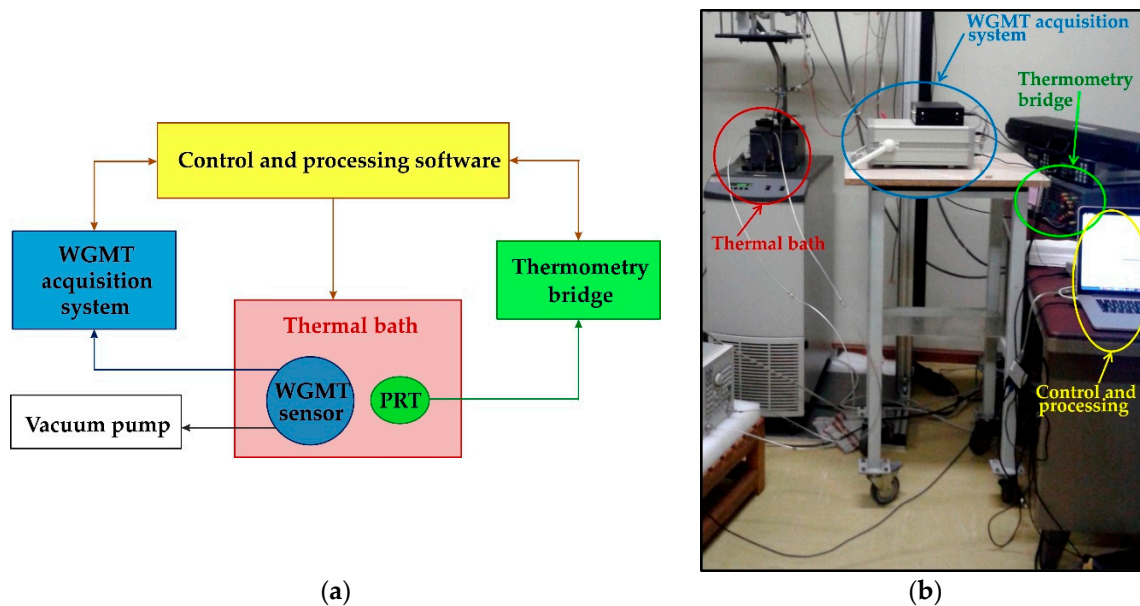 Control and processing software
WGMT
acquisition
system
Thermometry
bridge
Thermal bath
WGMT
sensor
PRT
Vacuum pump
(a)
WGMT acquisition
system
Thermometry
bridge
Thermal bath
Control and
processing
(b)